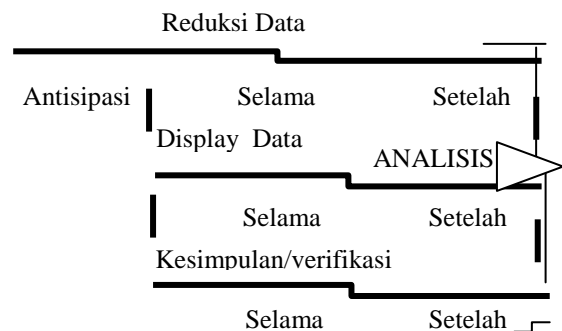 Reduksi Data
Antisipasi Selama Setelah
Display Data
ANALISIS
Selama Setelah
Kesimpulan/verifikasi
Selama Setelah